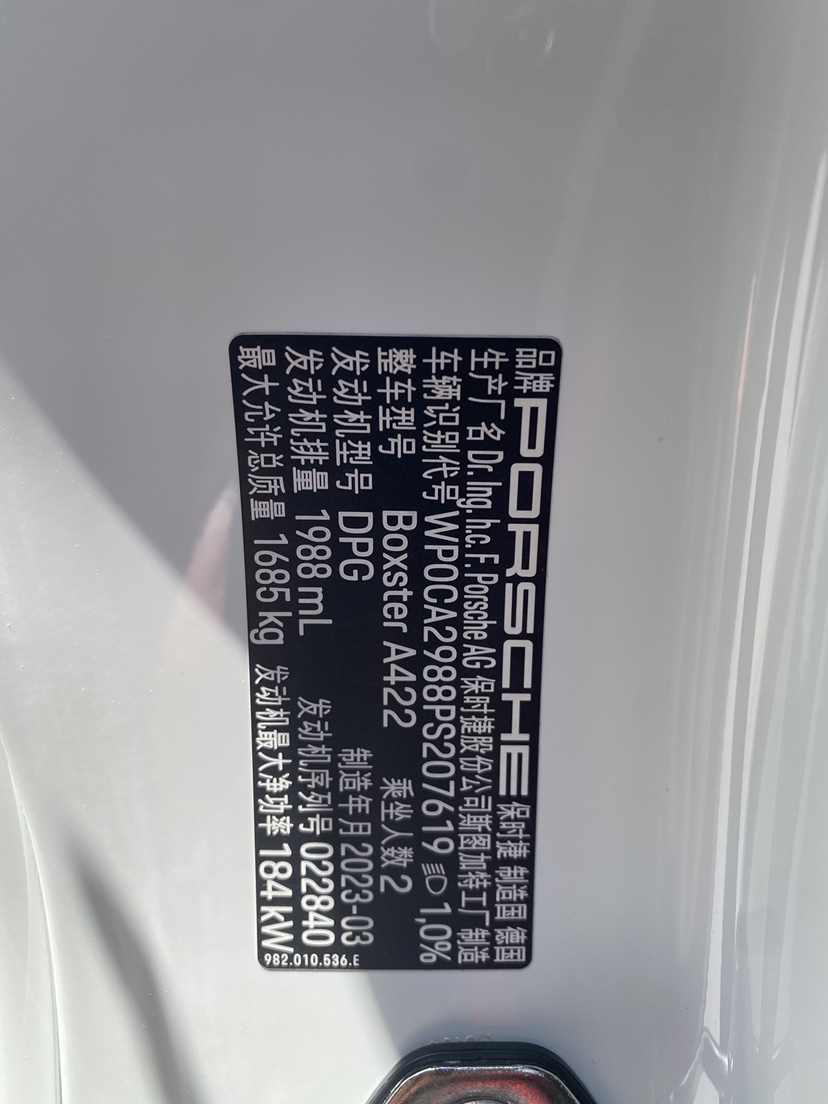 品牌 PORSCHE 保时捷 制造国 德国
生产厂名 Dr. Ing. h.c. F. Porsche AG 保时捷股份公司斯图加特工厂制造
车辆识别代号 WP0CA2988PS207619 1,0%
整车型号 Boxster A422 乘坐人数 2
发动机型号 DPG 制造年月 2023-03
发动机排量 1988 mL 发动机序列号 022840
最大允许总质量 1685 kg 发动机最大净功率 184 kW
982.010.536.E